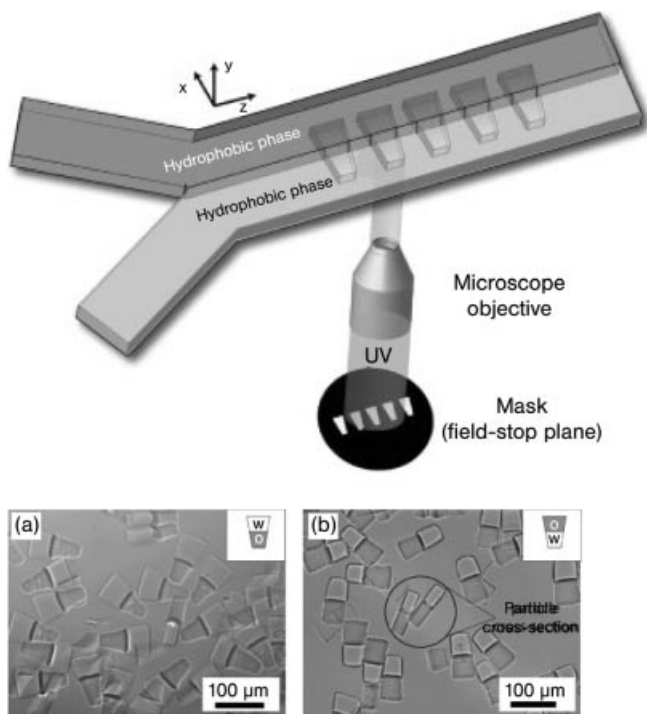 y
x
z
Hydrophobic phase
Hydrophobic phase
Microscope
objective
UV
Mask
(field-stop plane)
(a)
W
O
100 μm
(b)
O
W
Particle
cross-section
100 μm